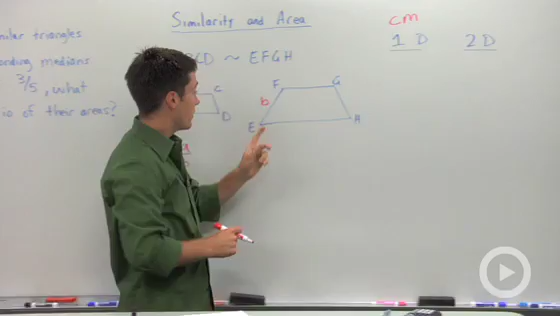 Similarity and Area
cm
1 D 2 D
milar triangles
onding medians
3/5, what
io of their areas?
CD ~ EFGH
C
D
F G
b
E H
a